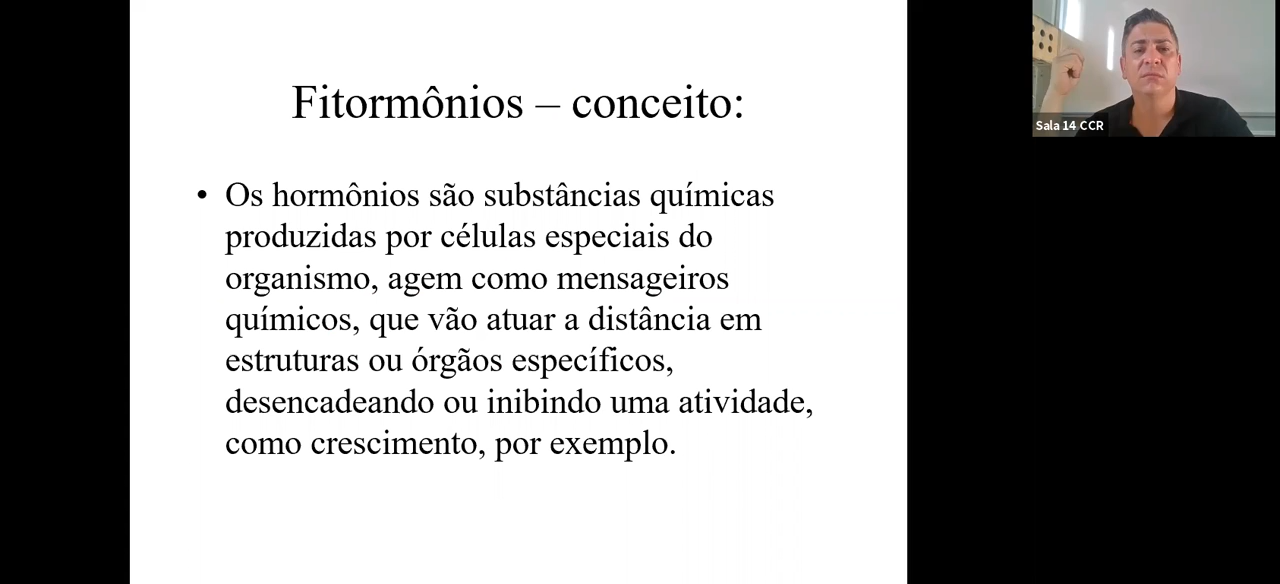 Fitormônios – conceito:
• Os hormônios são substâncias químicas
produzidas por células especiais do
organismo, agem como mensageiros
químicos, que vão atuar a distância em
estruturas ou órgãos específicos,
desencadeando ou inibindo uma atividade,
como crescimento, por exemplo.
Sala 14 CCR